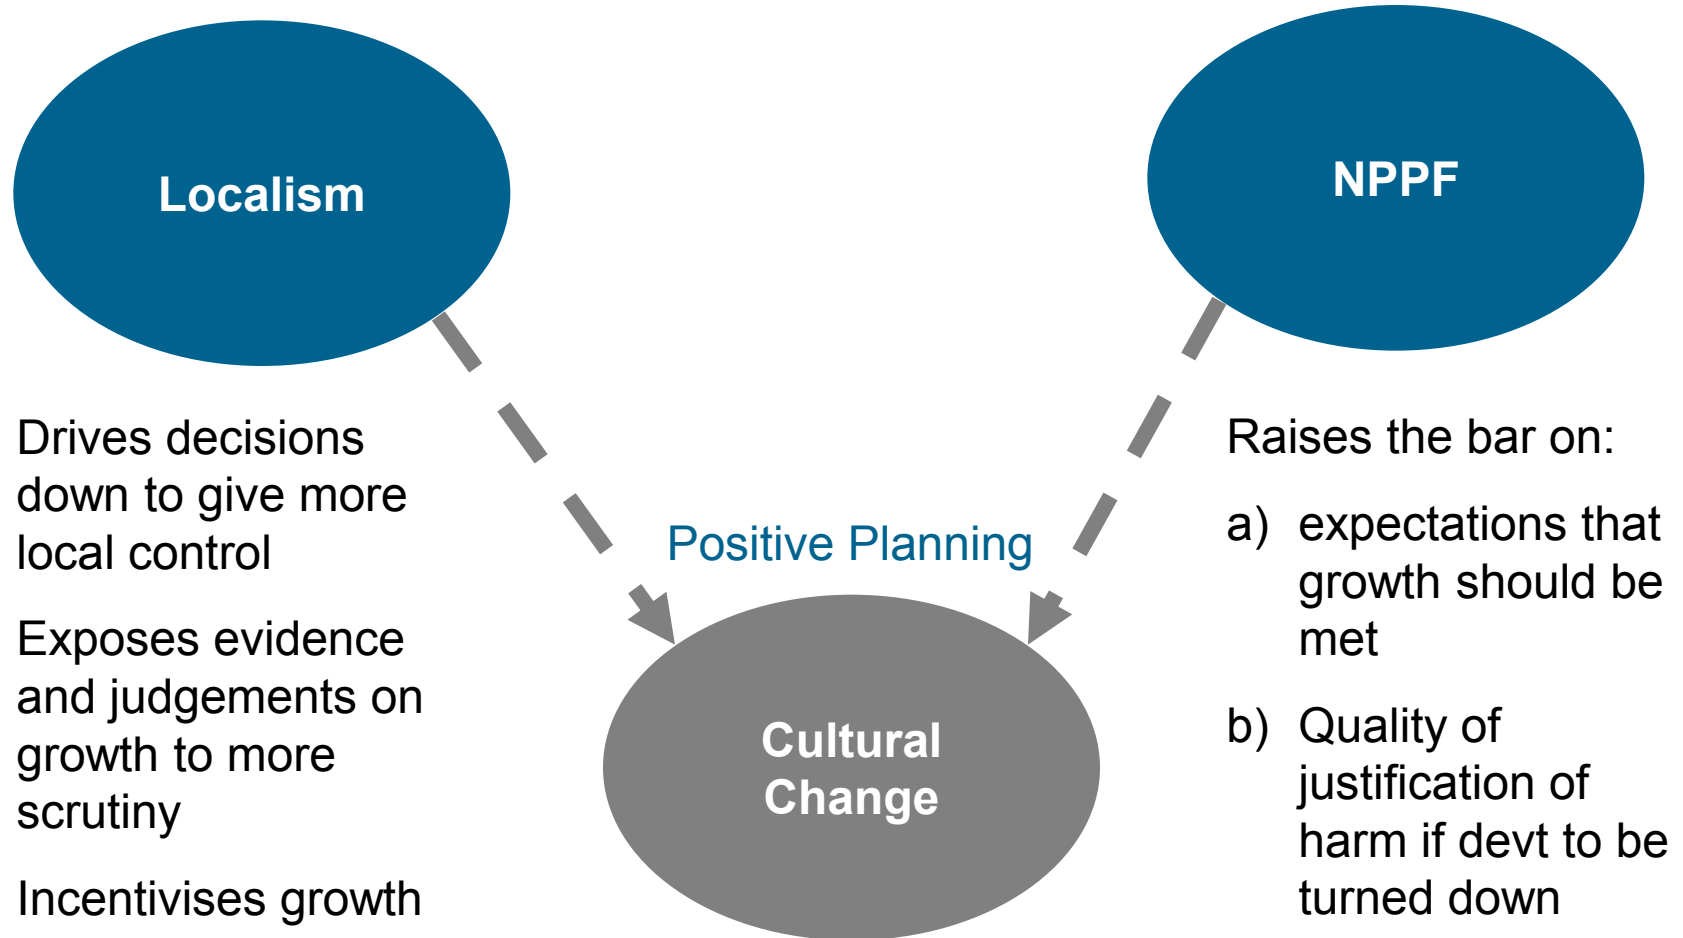 Localism
NPPF
Drives decisions
down to give more
local control
Exposes evidence
and judgements on
growth to more
scrutiny
Incentivises growth
Positive Planning
Cultural
Change
Raises the bar on:
a) expectations that
growth should be
met
b) Quality of
justification of
harm if devt to be
turned down